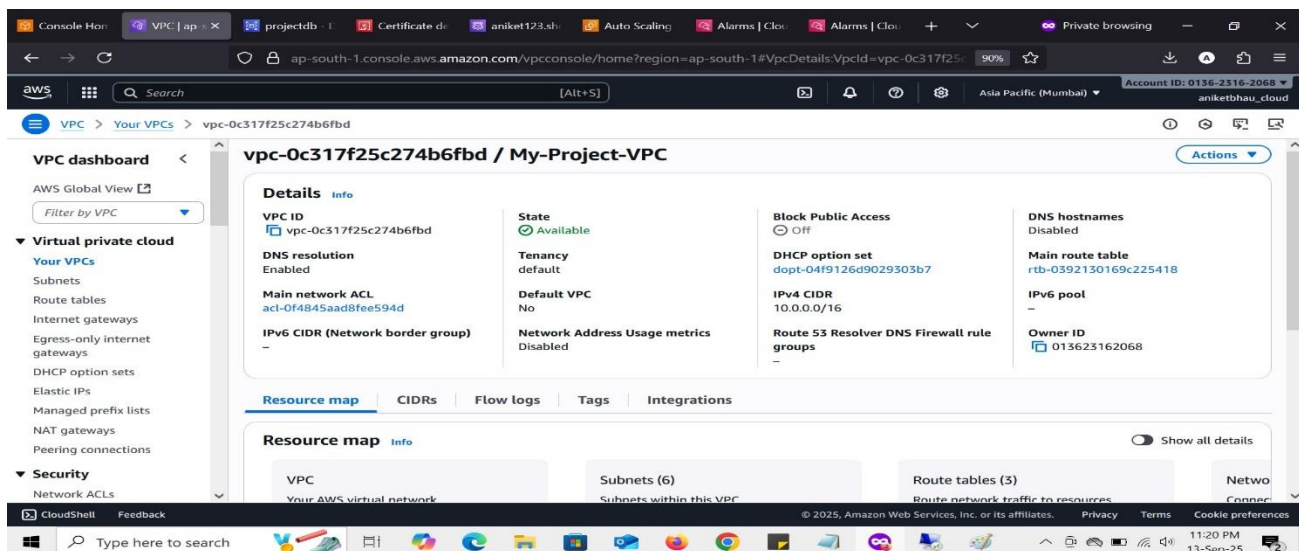 Console Hom
VPC | ap-s
projectdb - D
Certificate de
aniket123.sh
Auto Scaling
Alarms | Clou
Alarms | Clou
Private browsing
ap-south-1.console.aws.amazon.com/vpcconsole/home?region=ap-south-1#VpcDetails:VpcId=vpc-0c317f25c
90%
A
aws
Search
[Alt+S]
Asia Pacific (Mumbai)
Account ID: 0136-2316-2068
aniketbhau_cloud
VPC > Your VPCs > vpc-0c317f25c274b6fbd
VPC dashboard
AWS Global View
Filter by VPC
Virtual private cloud
Your VPCs
Subnets
Route tables
Internet gateways
Egress-only internet
gateways
DHCP option sets
Elastic IPs
Managed prefix lists
NAT gateways
Peering connections
Security
Network ACLs
vpc-0c317f25c274b6fbd / My-Project-VPC
Actions
Details Info
VPC ID
vpc-0c317f25c274b6fbd
State
Available
Block Public Access
Off
DNS hostnames
Disabled
DNS resolution
Enabled
Tenancy
default
DHCP option set
dopt-04f9126d9029303b7
Main route table
rtb-0392130169c225418
Main network ACL
acl-0f4845aad8fee594d
Default VPC
No
IPv4 CIDR
10.0.0.0/16
IPv6 pool
–
IPv6 CIDR (Network border group)
–
Network Address Usage metrics
Disabled
Route 53 Resolver DNS Firewall rule
groups
–
Owner ID
013623162068
Resource map
CIDRs
Flow logs
Tags
Integrations
Resource map Info
Show all details
VPC
Your AWS virtual network
Subnets (6)
Subnets within this VPC
Route tables (3)
Route network traffic to resources
Netwo
Connec
CloudShell
Feedback
© 2025, Amazon Web Services, Inc. or its affiliates.
Privacy
Terms
Cookie preferences
Type here to search
11:20 PM
13-Sep-25
2